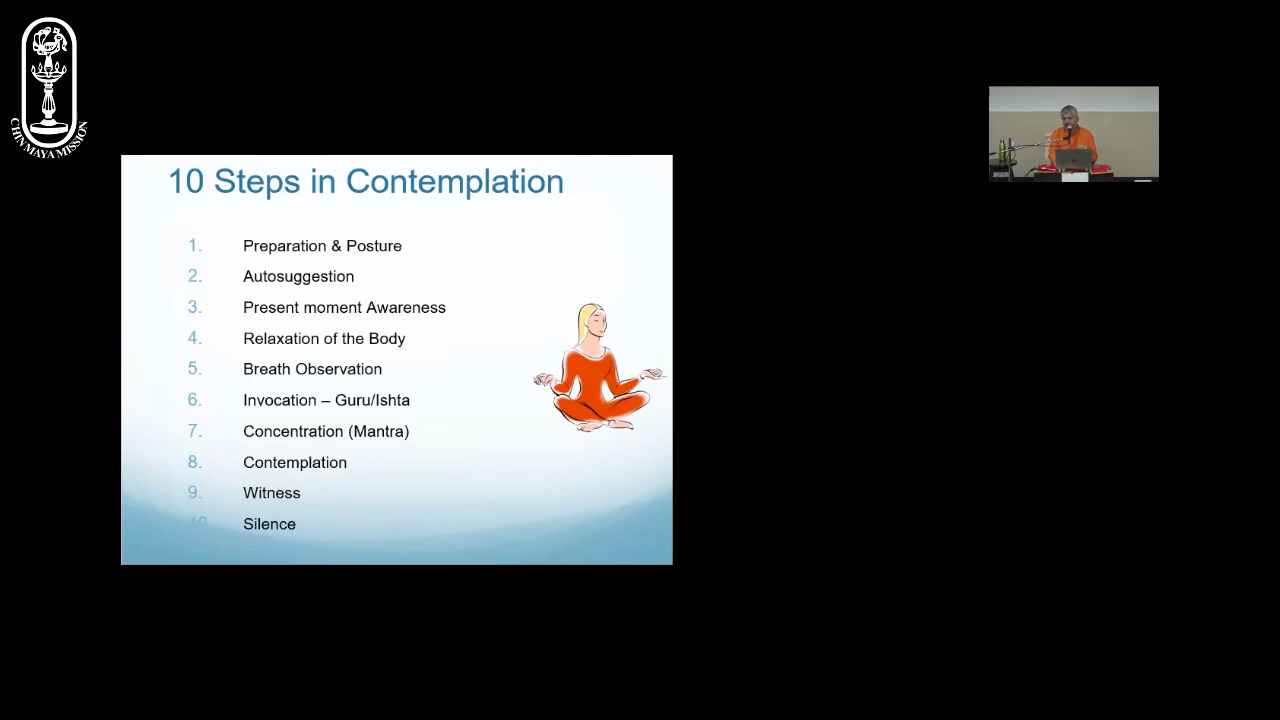 CHINMAYA MISSION
10 Steps in Contemplation
1. Preparation & Posture
2. Autosuggestion
3. Present moment Awareness
4. Relaxation of the Body
5. Breath Observation
6. Invocation – Guru/Ishta
7. Concentration (Mantra)
8. Contemplation
9. Witness
10 Silence